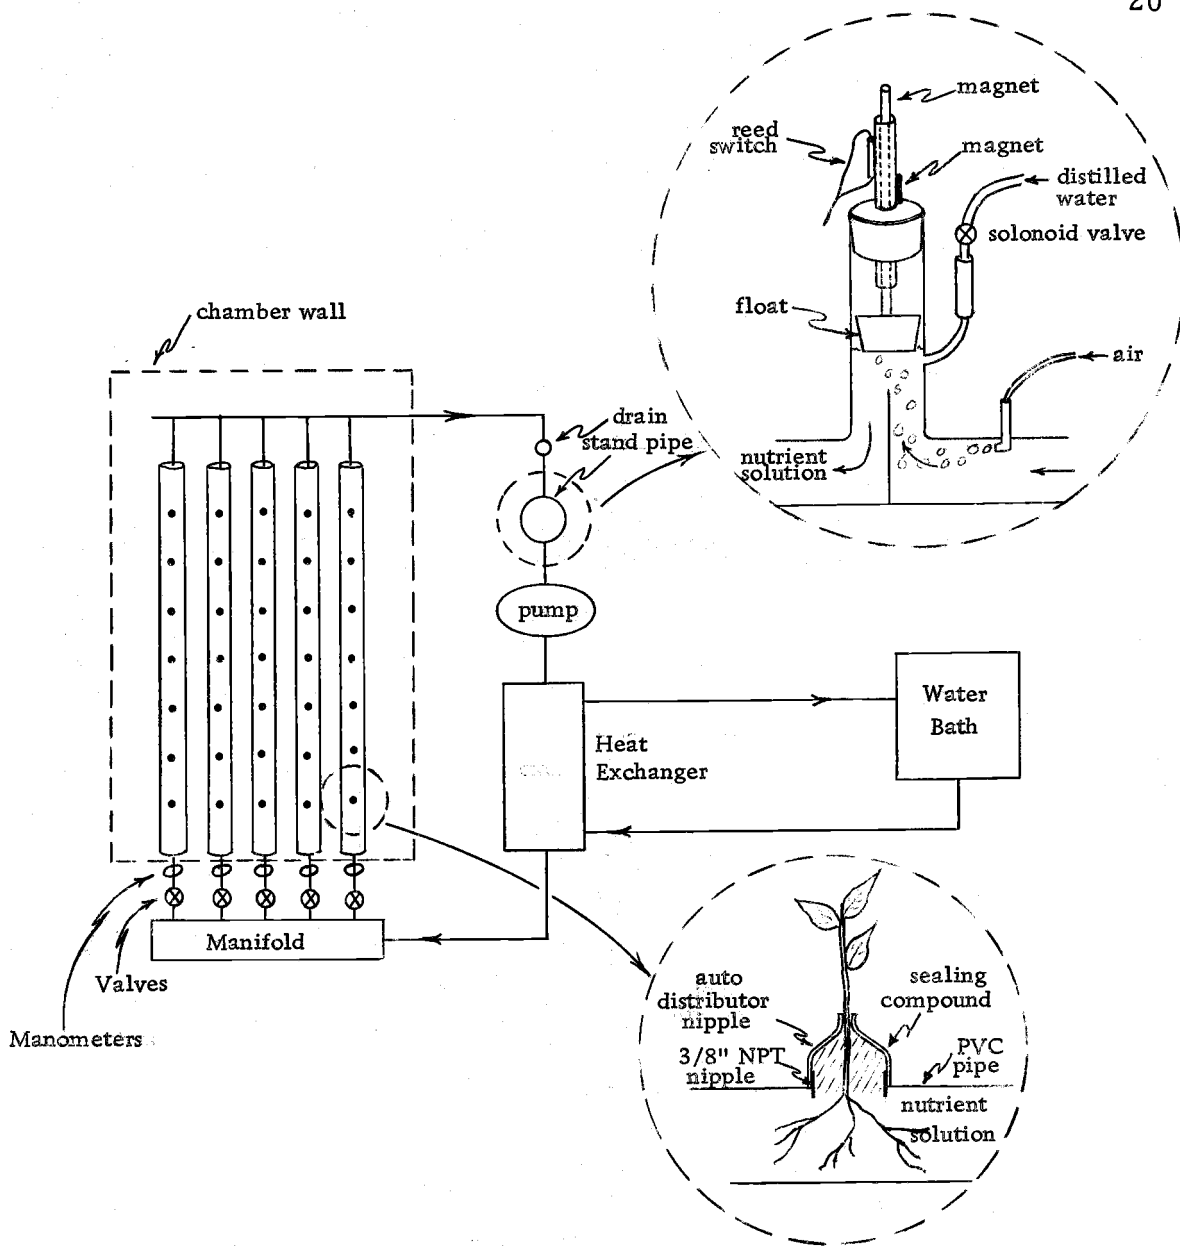 20
magnet
reed
switch
magnet
distilled
water
solonoid valve
float
air
nutrient
solution
chamber wall
drain
stand pipe
pump
Heat
Exchanger
Water
Bath
Manifold
Valves
Manometers
auto
distributor
nipple
sealing
compound
3/8" NPT
nipple
PVC
pipe
nutrient
solution